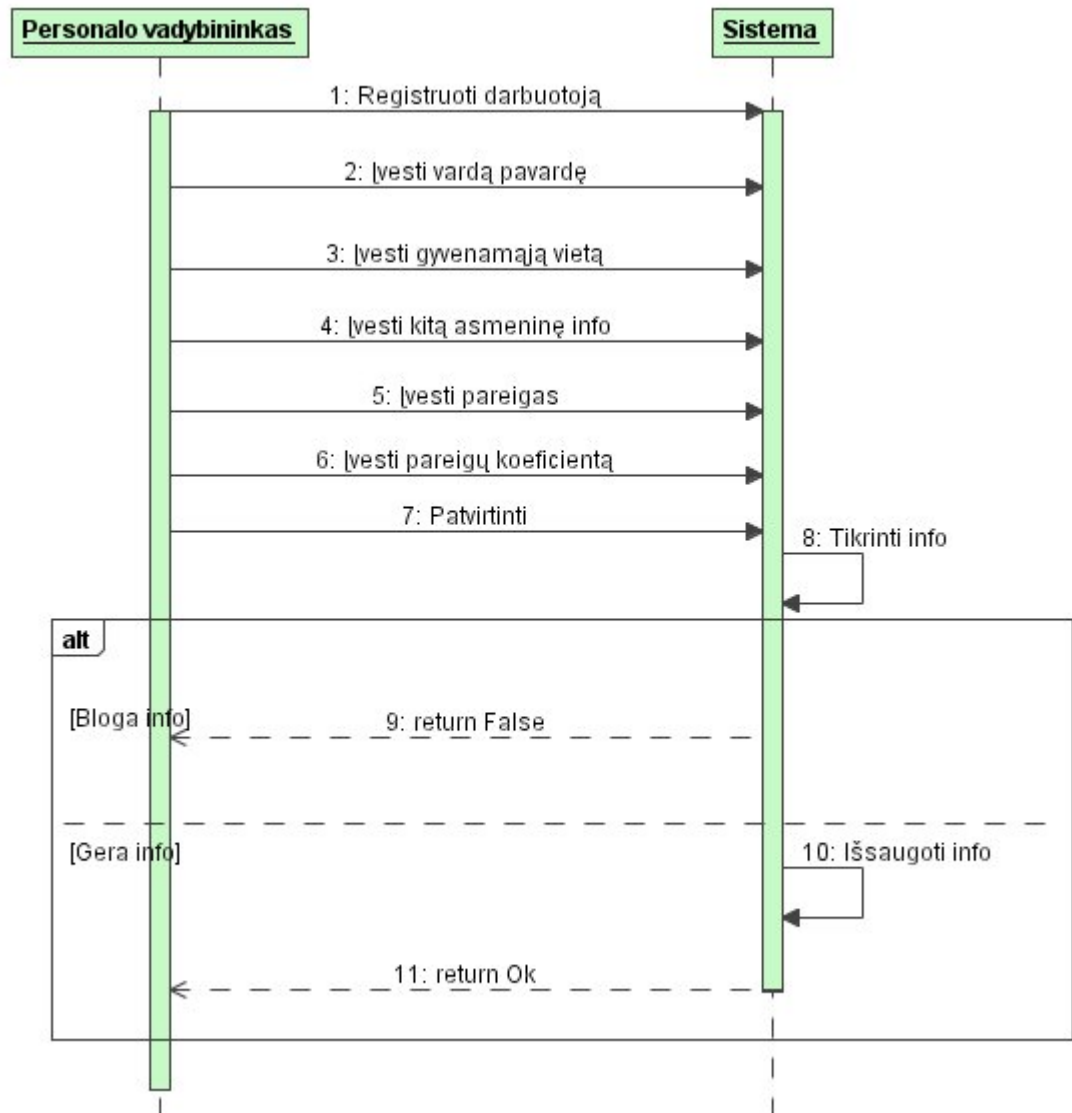 Personalo vadybininkas
Sistema
1: Registruoti darbuotoją
2: Įvesti vardą pavardę
3: Įvesti gyvenamąją vietą
4: Įvesti kitą asmeninę info
5: Įvesti pareigas
6: Įvesti pareigų koeficientą
7: Patvirtinti
8: Tikrinti info
alt
[Bloga info]
9: return False
[Gera info]
10: Išsaugoti info
11: return Ok